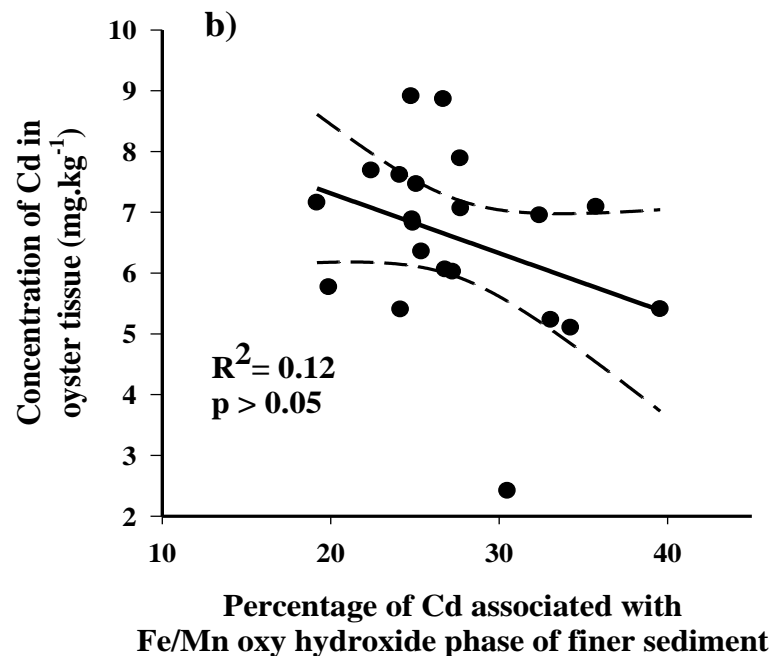 b)
10
9
8
7
6
5
4
3
2
Concentration of Cd in
oyster tissue (mg.kg⁻¹)
R²= 0.12
p > 0.05
10 20 30 40
Percentage of Cd associated with
Fe/Mn oxy hydroxide phase of finer sediment